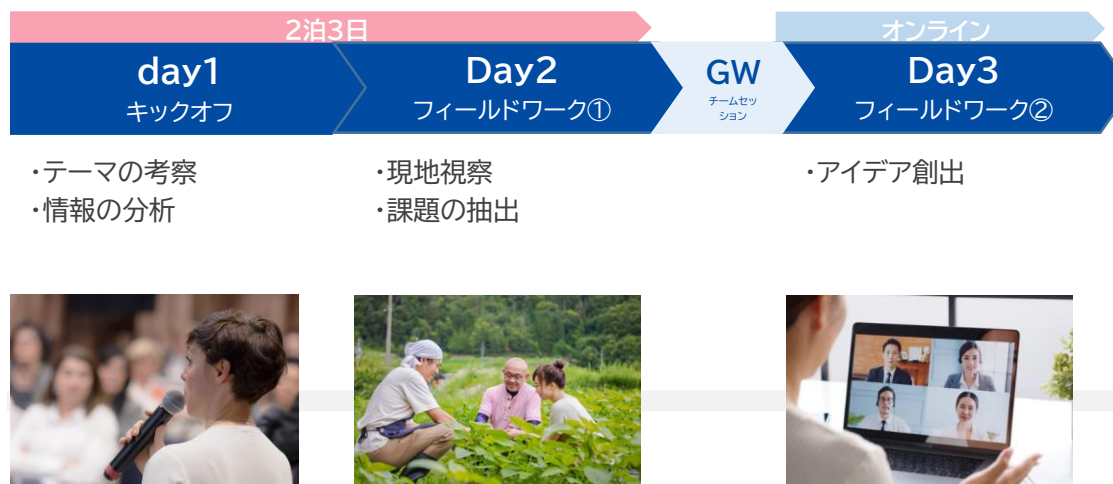 2泊3日
オンライン
day1
キックオフ
Day2
フィールドワーク①
GW
チームセッ
ション
Day3
フィールドワーク②
・テーマの考察
・情報の分析
・現地視察
・課題の抽出
・アイデア創出